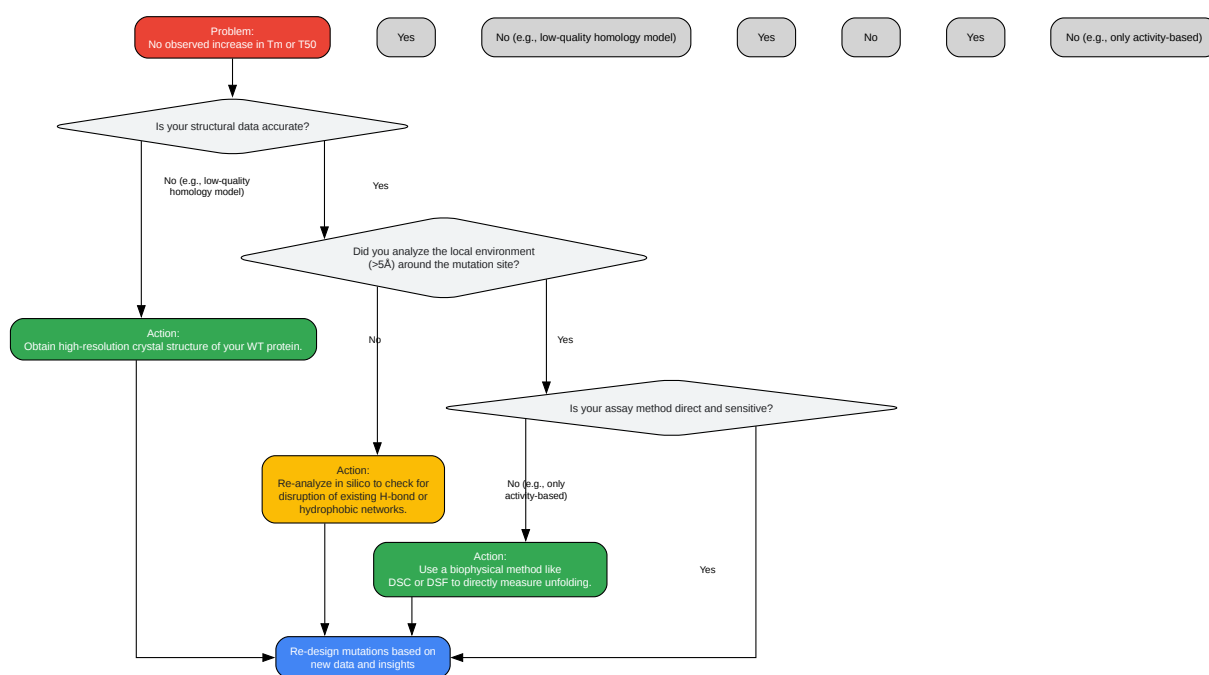 Problem:
No observed increase in Tm or T50
Yes
No (e.g., low-quality homology model)
Yes
No
Yes
No (e.g., only activity-based)
Is your structural data accurate?
No (e.g., low-quality
homology model)
Yes
Did you analyze the local environment
(>5Å) around the mutation site?
Action:
Obtain high-resolution crystal structure of your WT protein.
No
Yes
Is your assay method direct and sensitive?
Action:
Re-analyze in silico to check for
disruption of existing H-bond or
hydrophobic networks.
No (e.g., only
activity-based)
Action:
Use a biophysical method like
DSC or DSF to directly measure unfolding.
Yes
Re-design mutations based on
new data and insights